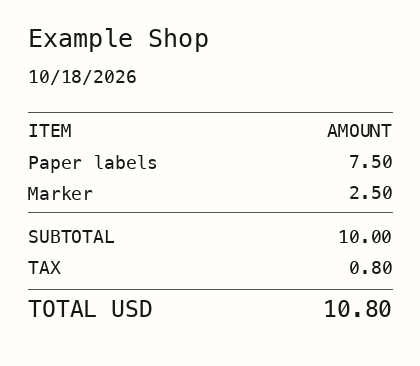 Example Shop
10/18/2026
ITEM AMOUNT
Paper labels 7.50
Marker 2.50
SUBTOTAL 10.00
TAX 0.80
TOTAL USD 10.80